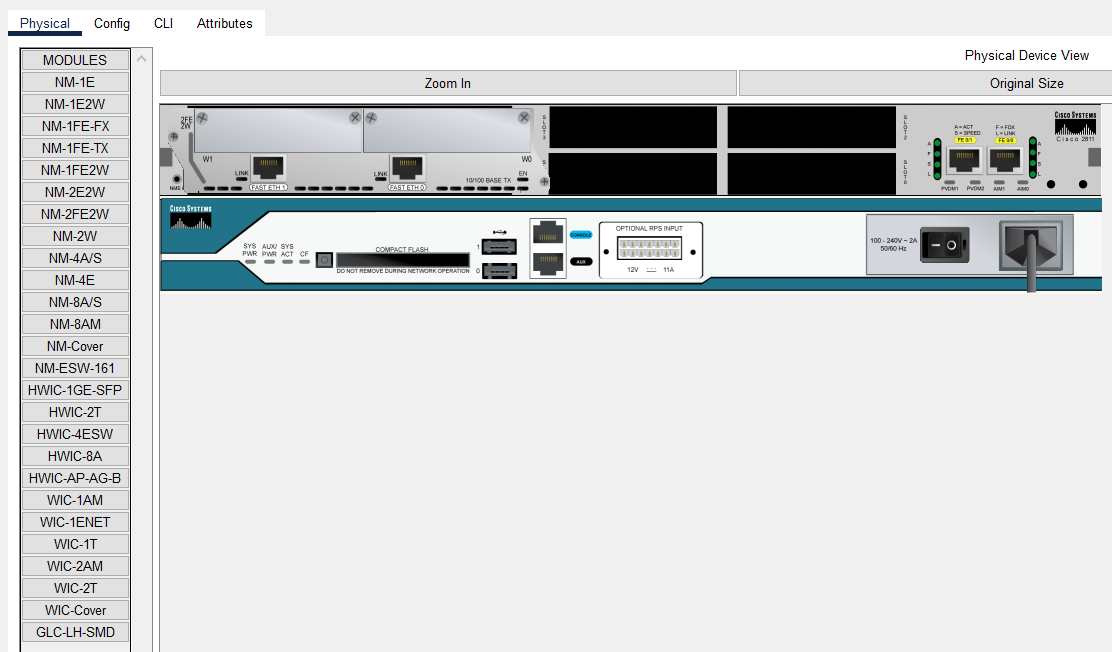 Physical Config CLI Attributes
MODULES
NM-1E
NM-1E2W
NM-1FE-FX
NM-1FE-TX
NM-1FE2W
NM-2E2W
NM-2FE2W
NM-2W
NM-4A/S
NM-4E
NM-8A/S
NM-8AM
NM-Cover
NM-ESW-161
HWIC-1GE-SFP
HWIC-2T
HWIC-4ESW
HWIC-8A
HWIC-AP-AG-B
WIC-1AM
WIC-1ENET
WIC-1T
WIC-2AM
WIC-2T
WIC-Cover
GLC-LH-SMD
Physical Device View
Zoom In Original Size
2FE
2W
W1
W0
LINK
LINK
EN
10/100 BASE TX
NME
FAST ETH 1
FAST ETH 0
SLOT3
S
SLOT2
SLOT0
A = ACT
S = SPEED
F = FDX
L = LINK
FE 0/1
FE 0/0
A
F
S
L
A
F
S
L
PVDM1 PVDM2 AIM1 AIM0
CISCO SYSTEMS
Cisco 2811
CISCO SYSTEMS
SYS
PWR
AUX/
PWR
SYS
ACT
CF
COMPACT FLASH
DO NOT REMOVE DURING NETWORK OPERATION
1
0
CONSOLE
AUX
OPTIONAL RPS INPUT
12V 11A
100 - 240V ~ 2A
50/60 Hz